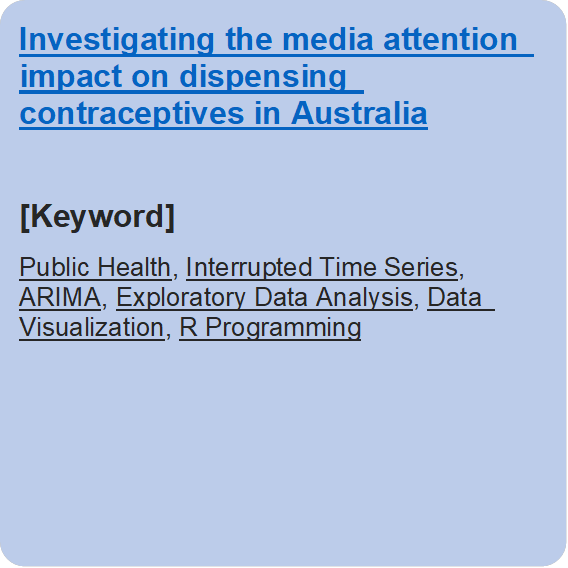 Investigating the media attention
impact on dispensing
contraceptives in Australia
[Keyword]
Public Health, Interrupted Time Series,
ARIMA, Exploratory Data Analysis, Data
Visualization, R Programming